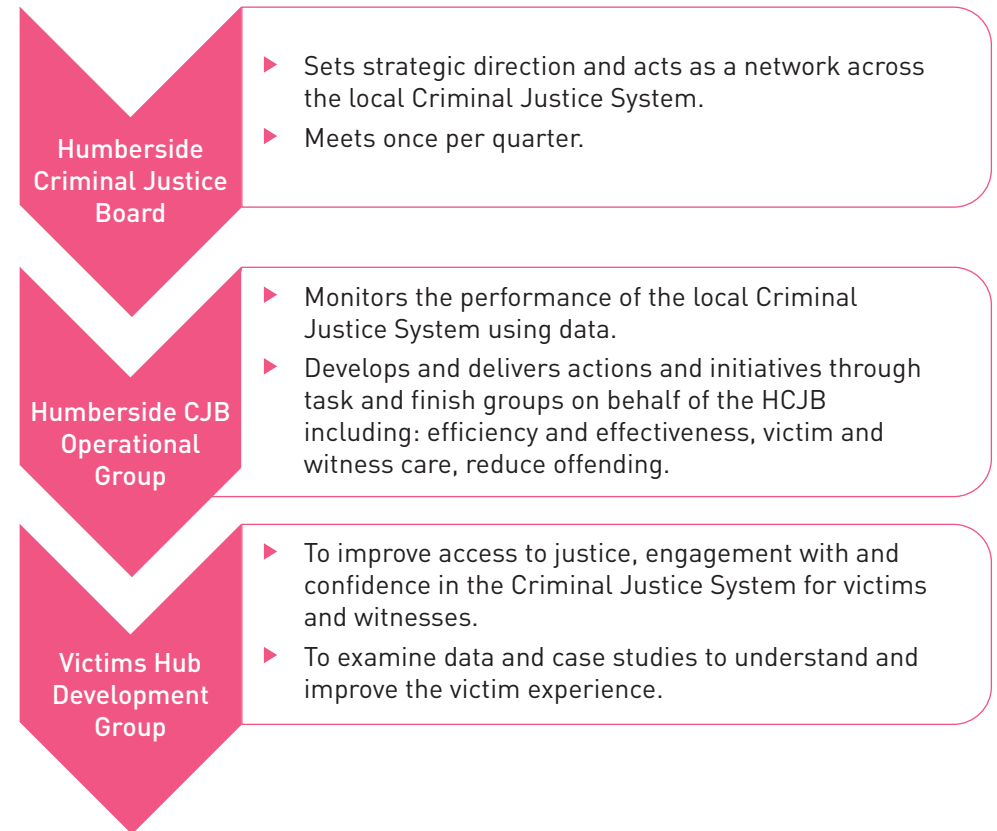 Humberside
Criminal Justice
Board
▶ Sets strategic direction and acts as a network across
the local Criminal Justice System.
▶ Meets once per quarter.
Humberside CJB
Operational
Group
▶ Monitors the performance of the local Criminal
Justice System using data.
▶ Develops and delivers actions and initiatives through
task and finish groups on behalf of the HCJB
including: efficiency and effectiveness, victim and
witness care, reduce offending.
Victims Hub
Development
Group
▶ To improve access to justice, engagement with and
confidence in the Criminal Justice System for victims
and witnesses.
▶ To examine data and case studies to understand and
improve the victim experience.